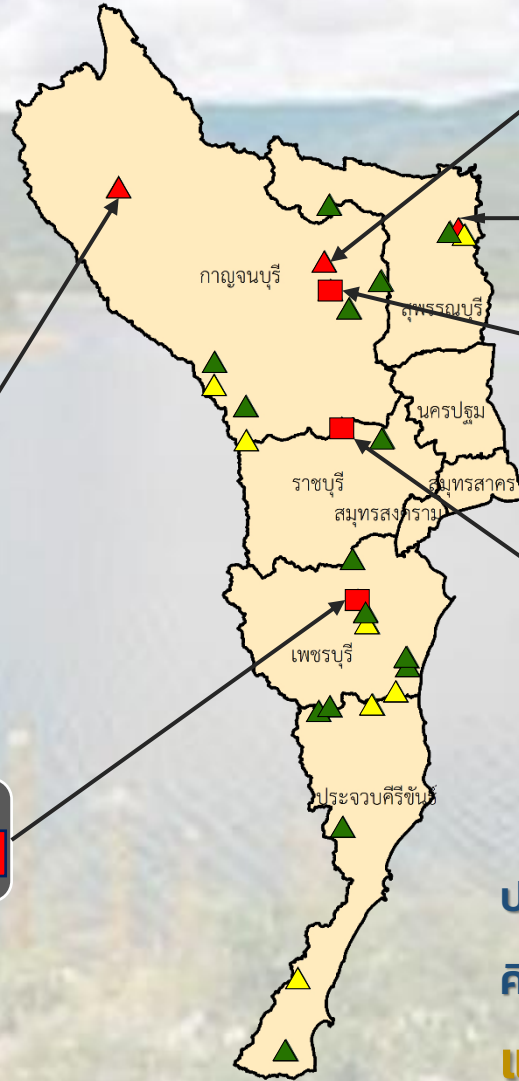 กาญจนบุรี
สุพรรณบุรี
นครปฐม
ราชบุรี
สมุทรสาคร
สมุทรสงคราม
เพชรบุรี
ประจวบคีรีขันธ์